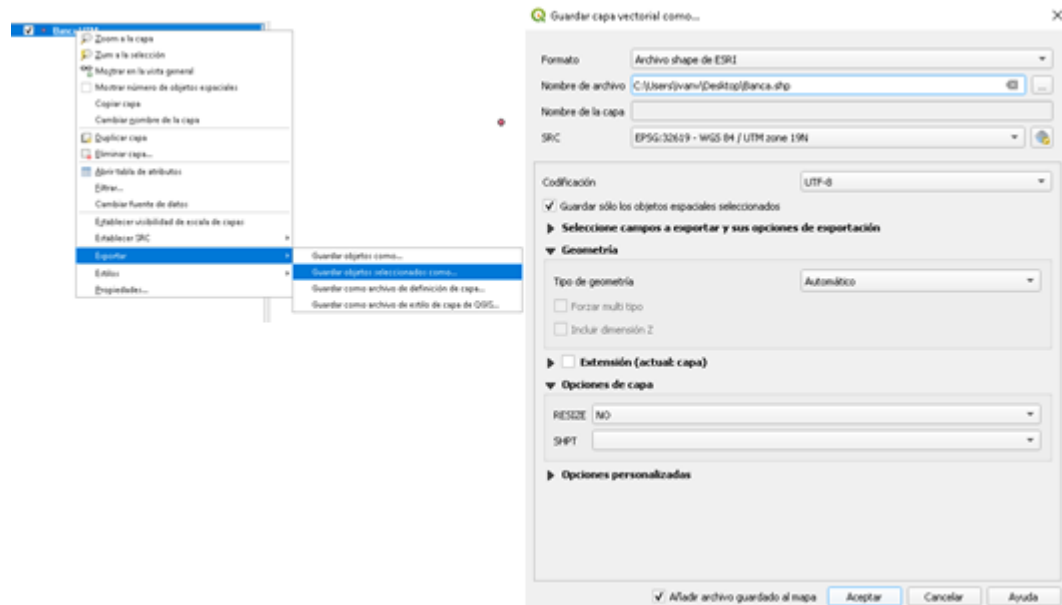 Banca UTM
Zoom a la capa
Zum a la selección
Mostrar en la vista general
Mostrar número de objetos espaciales
Copiar capa
Cambiar nombre de la capa
Duplicar capa
Eliminar capa...
Abrir tabla de atributos
Filtrar...
Cambiar fuente de datos
Establecer visibilidad de escala de capas
Establecer SRC
Exportar
Estilos
Propiedades...
Guardar objetos como...
Guardar objetos seleccionados como...
Guardar como archivo de definición de capa...
Guardar como archivo de estilo de capa de QGIS...
Guardar capa vectorial como...
Formato Archivo shape de ESRI
Nombre de archivo C:\Users\ivanv\Desktop\Banca.shp ...
Nombre de la capa
SRC EPSG:32619 - WGS 84 / UTM zone 19N
Codificación UTF-8
Guardar sólo los objetos espaciales seleccionados
Seleccione campos a exportar y sus opciones de exportación
Geometría
Tipo de geometría Automático
Forzar multi tipo
Incluir dimensión Z
Extensión (actual: capa)
Opciones de capa
RESIZE NO
SHPT
Opciones personalizadas
Añadir archivo guardado al mapa Aceptar Cancelar Ayuda